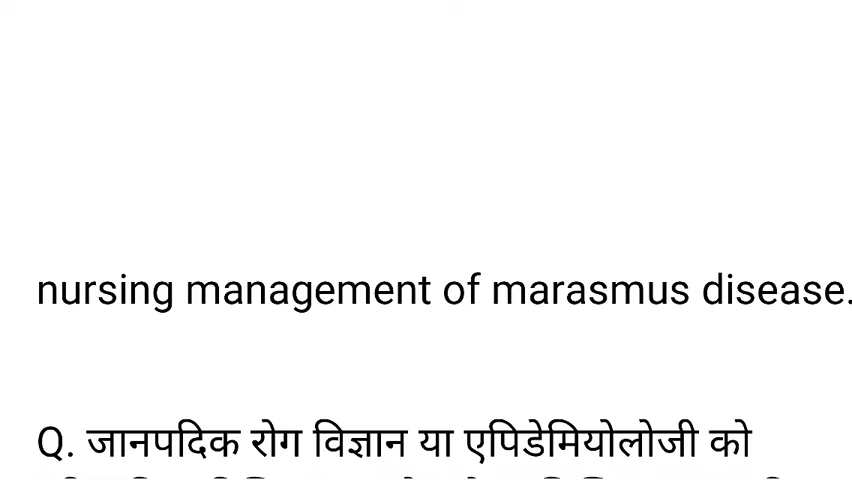 nursing management of marasmus disease.
Q. जानपदिक रोग विज्ञान या एपिडेमियोलोजी को